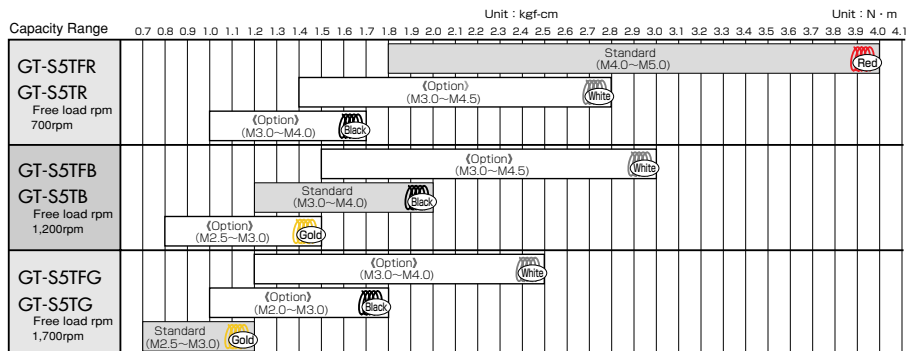 Unit : kgf-cm Unit : N・m
Capacity Range 0.7 0.8 0.9 1.0 1.1 1.2 1.3 1.4 1.5 1.6 1.7 1.8 1.9 2.0 2.1 2.2 2.3 2.4 2.5 2.6 2.7 2.8 2.9 3.0 3.1 3.2 3.3 3.4 3.5 3.6 3.7 3.8 3.9 4.0 4.1
GT-S5TFR
GT-S5TR
Free load rpm
700rpm
Standard
(M4.0～M5.0)
Red
《Option》
(M3.0～M4.5)
White
《Option》
(M3.0～M4.0)
Black
GT-S5TFB
GT-S5TB
Free load rpm
1,200rpm
《Option》
(M3.0～M4.5)
White
Standard
(M3.0～M4.0)
Black
《Option》
(M2.5～M3.0)
Gold
GT-S5TFG
GT-S5TG
Free load rpm
1,700rpm
《Option》
(M3.0～M4.0)
White
《Option》
(M2.0～M3.0)
Black
Standard
(M2.5～M3.0)
Gold